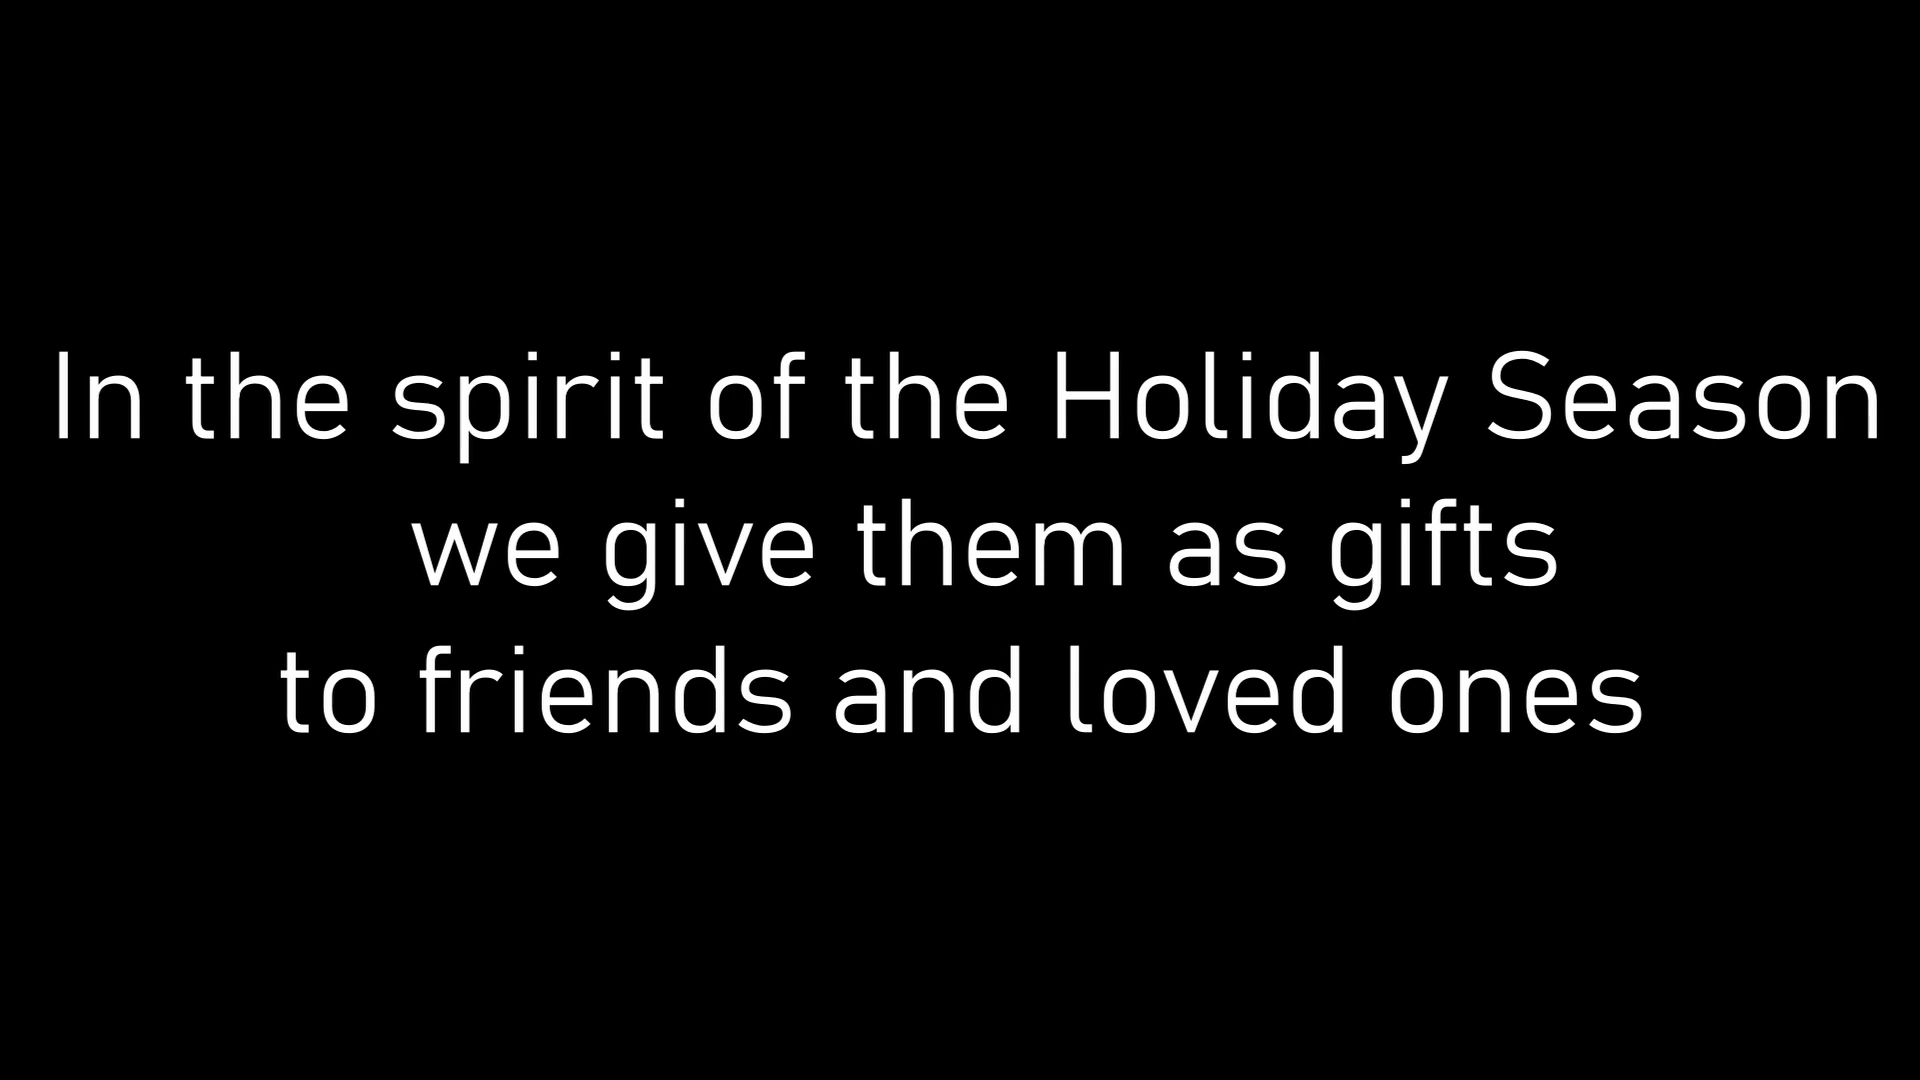 In the spirit of the Holiday Season
we give them as gifts
to friends and loved ones